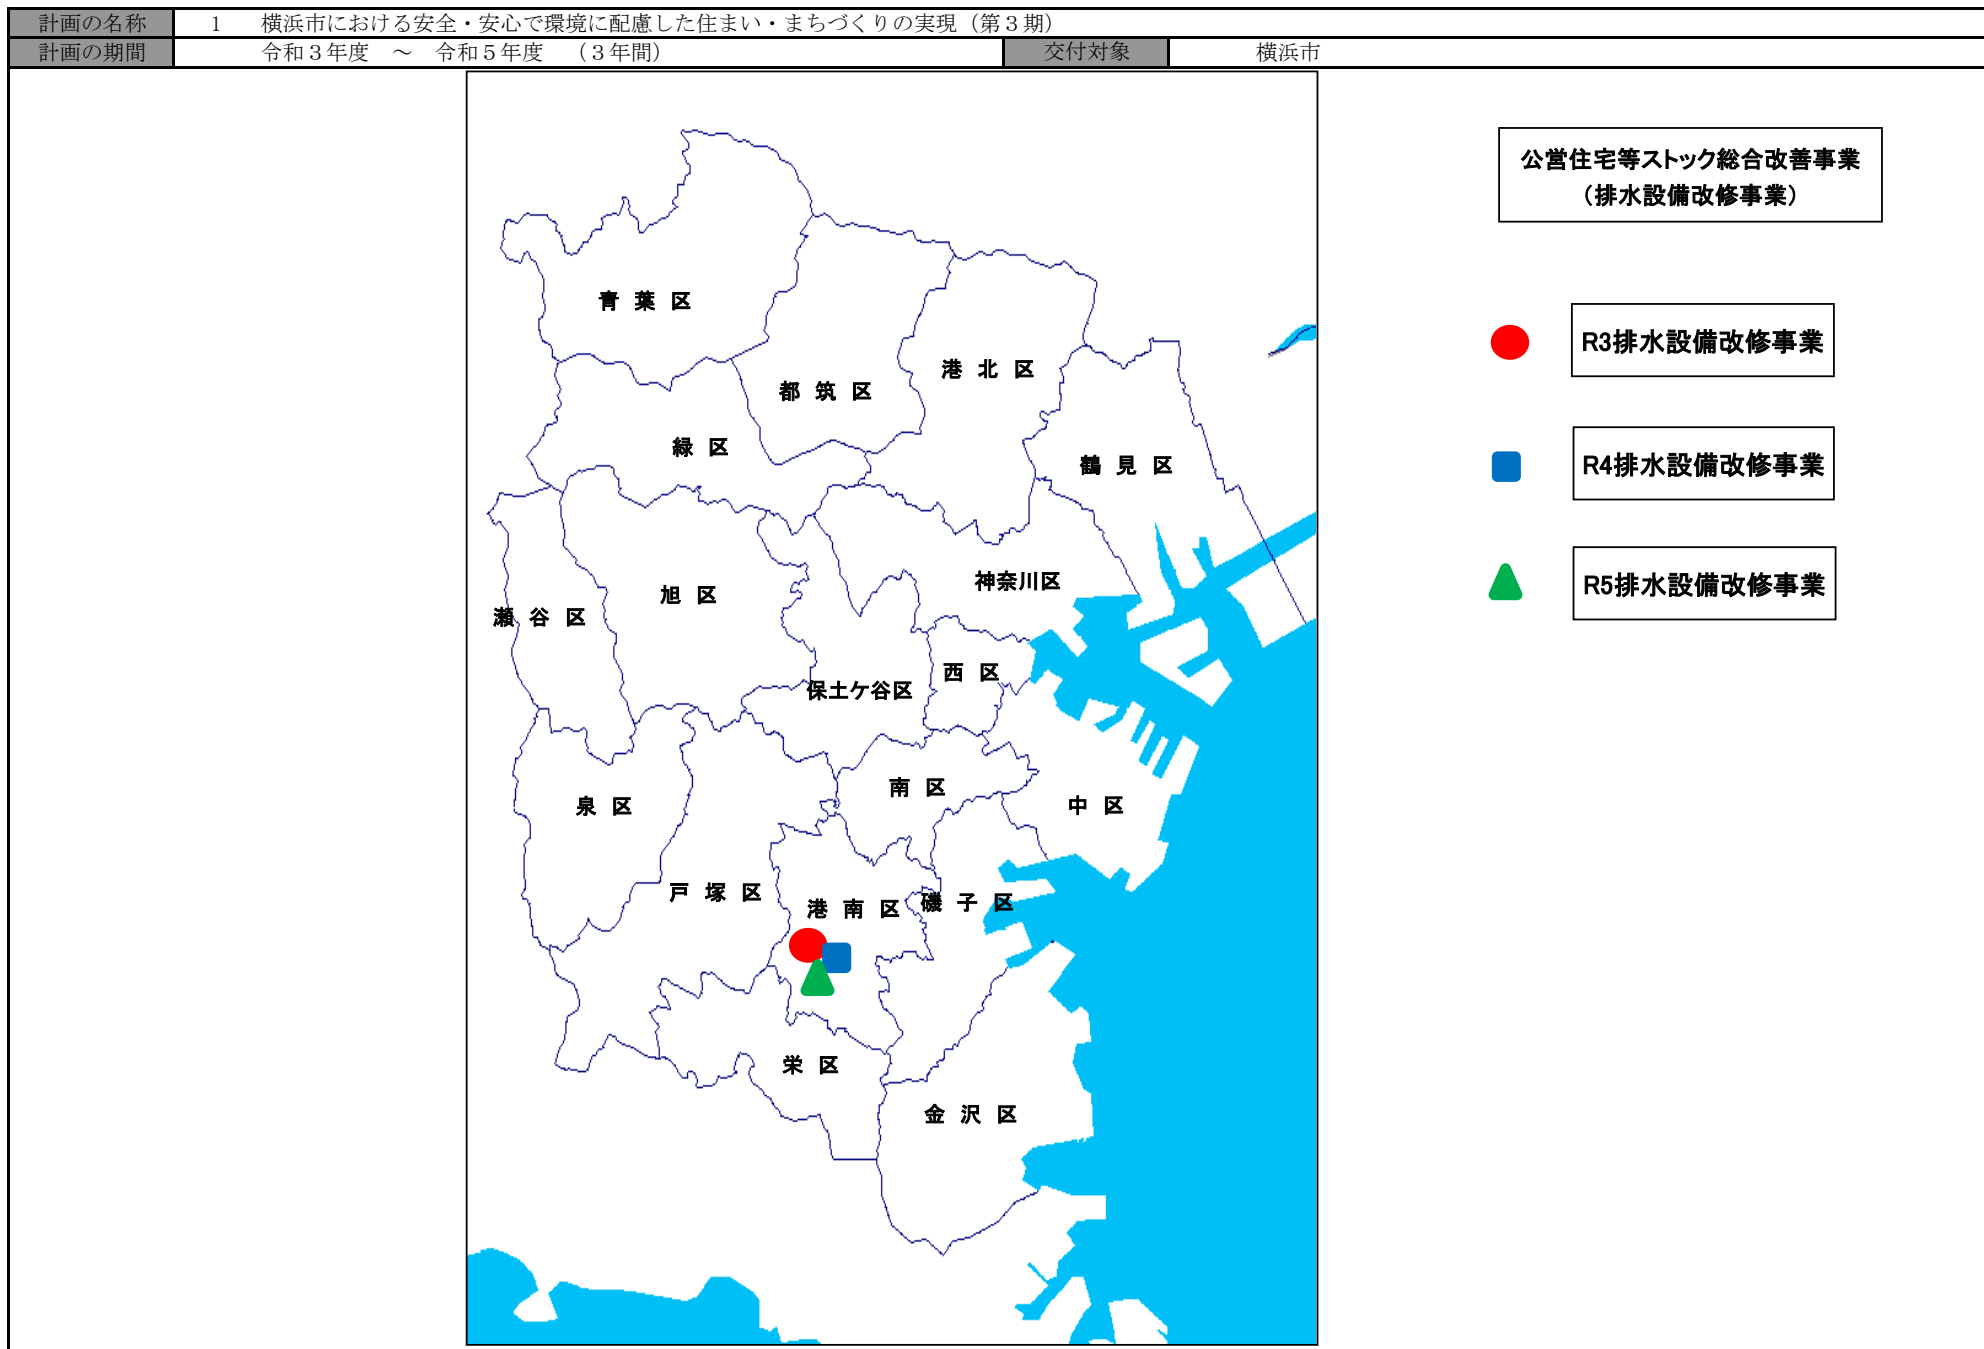 計画の名称 1 横浜市における安全・安心で環境に配慮した住まい・まちづくりの実現（第３期）
計画の期間 令和３年度 ～ 令和５年度 （３年間） 交付対象 横浜市
公営住宅等ストック総合改善事業
（排水設備改修事業）
R3排水設備改修事業
R4排水設備改修事業
R5排水設備改修事業
青葉区
港北区
都筑区
緑区
鶴見区
神奈川区
旭区
瀬谷区
西区
保土ケ谷区
南区
中区
泉区
戸塚区
港南区
磯子区
栄区
金沢区